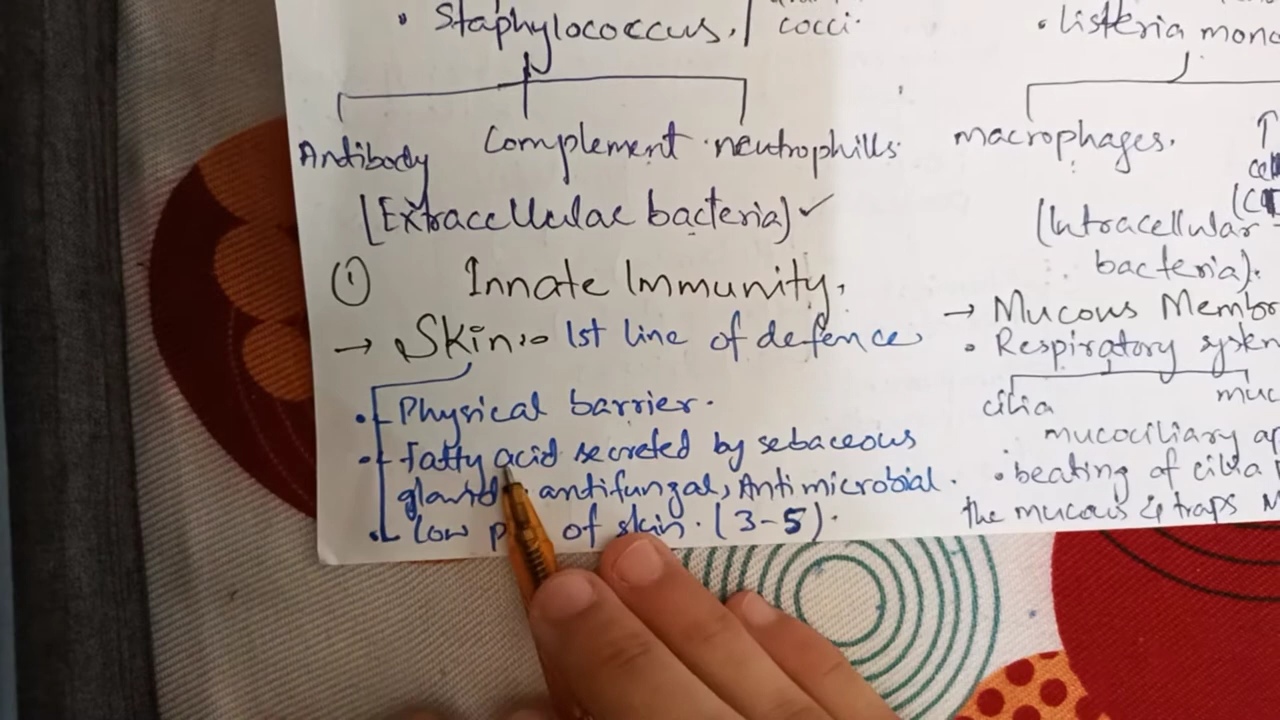 • Staphylococcus.
cocci.
Antibody Complement neutrophills.
[Extracellular bacteria] ✓
① Innate Immunity.
→ Skin:- 1st line of defence
• Physical barrier.
• Fatty acid secreted by sebaceous
gland antifungal, Antimicrobial.
• Low of skin. (3-5).
• listeria mono
macrophages. ↑
(Intracellular
bacteria).
→ Mucous Membr
• Respiratory system
cilia muc
mucociliary
• beating of cilia
the mucous & traps